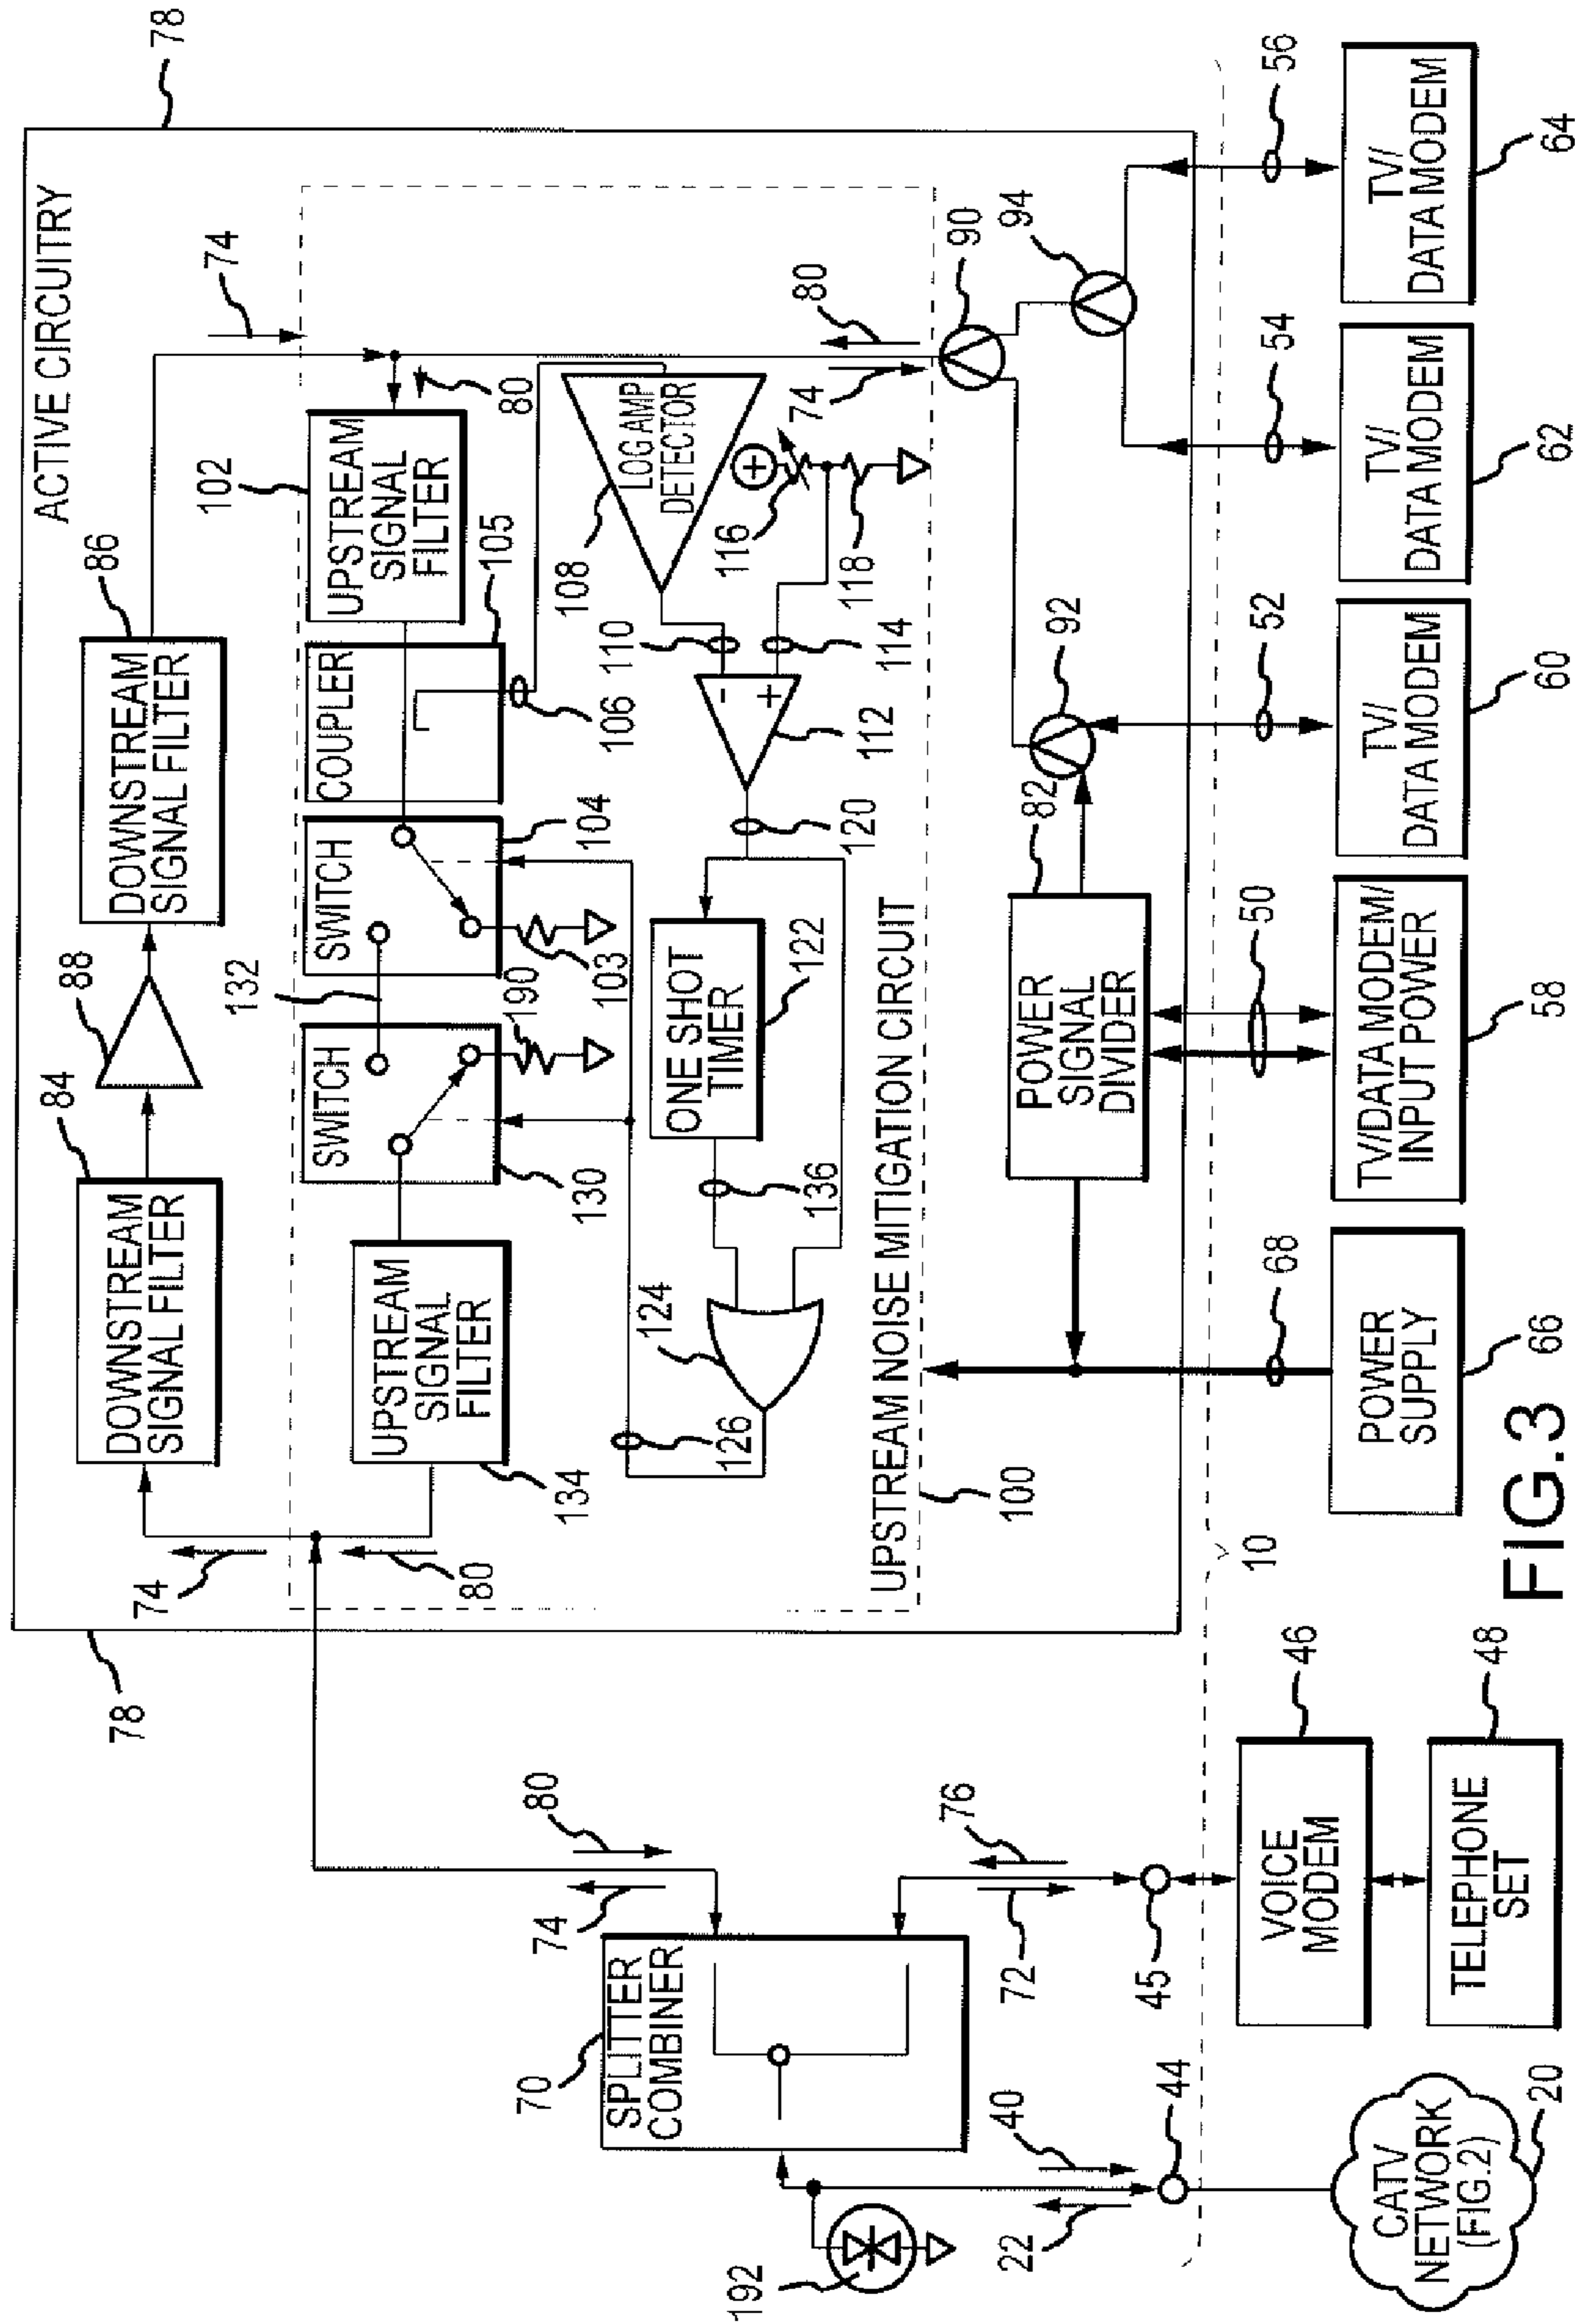 ACTIVE CIRCUITRY
78
78
84
DOWNSTREAM
SIGNAL FILTER
88
86
DOWNSTREAM
SIGNAL FILTER
74
74
80
134
UPSTREAM
SIGNAL
FILTER
SWITCH
130
190
132
SWITCH
104
103
COUPLER
105
106
102
UPSTREAM
SIGNAL
FILTER
80
108
LOG AMP
DETECTOR
110
116
118
114
-
+
112
120
ONE SHOT
TIMER
122
136
124
126
UPSTREAM NOISE MITIGATION CIRCUIT
100
74
80
90
94
92
82
POWER
SIGNAL
DIVIDER
70
SPLITTER
COMBINER
74
80
76
72
45
40
22
44
192
10
68
50
52
54
56
CATV
NETWORK
(FIG.2)
20
VOICE
MODEM
46
TELEPHONE
SET
48
POWER
SUPPLY
66
TV/DATA MODEM/
INPUT POWER
58
TV/
DATA MODEM
60
TV/
DATA MODEM
62
TV/
DATA MODEM
64
FIG.3